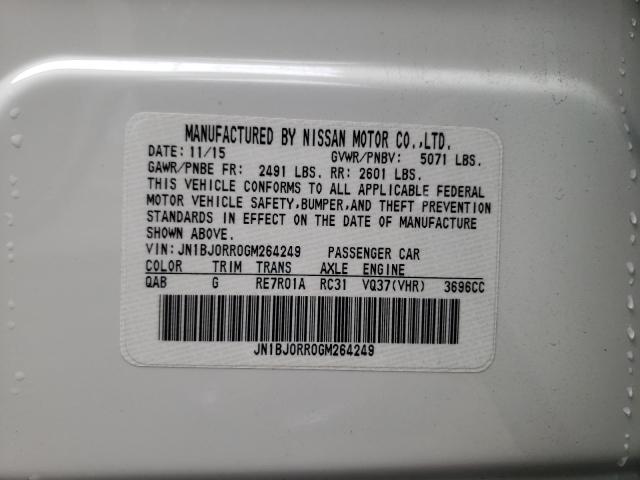 MANUFACTURED BY NISSAN MOTOR CO.,LTD.
DATE: 11/15 GVWR/PNBV: 5071 LBS.
GAWR/PNBE FR: 2491 LBS. RR: 2601 LBS.
THIS VEHICLE CONFORMS TO ALL APPLICABLE FEDERAL
MOTOR VEHICLE SAFETY,BUMPER,AND THEFT PREVENTION
STANDARDS IN EFFECT ON THE DATE OF MANUFACTURE
SHOWN ABOVE.
VIN: JN1BJ0RR0GM264249 PASSENGER CAR
COLOR TRIM TRANS AXLE ENGINE
QAB G RE7R01A RC31 VQ37(VHR) 3696CC
JN1BJ0RR0GM264249